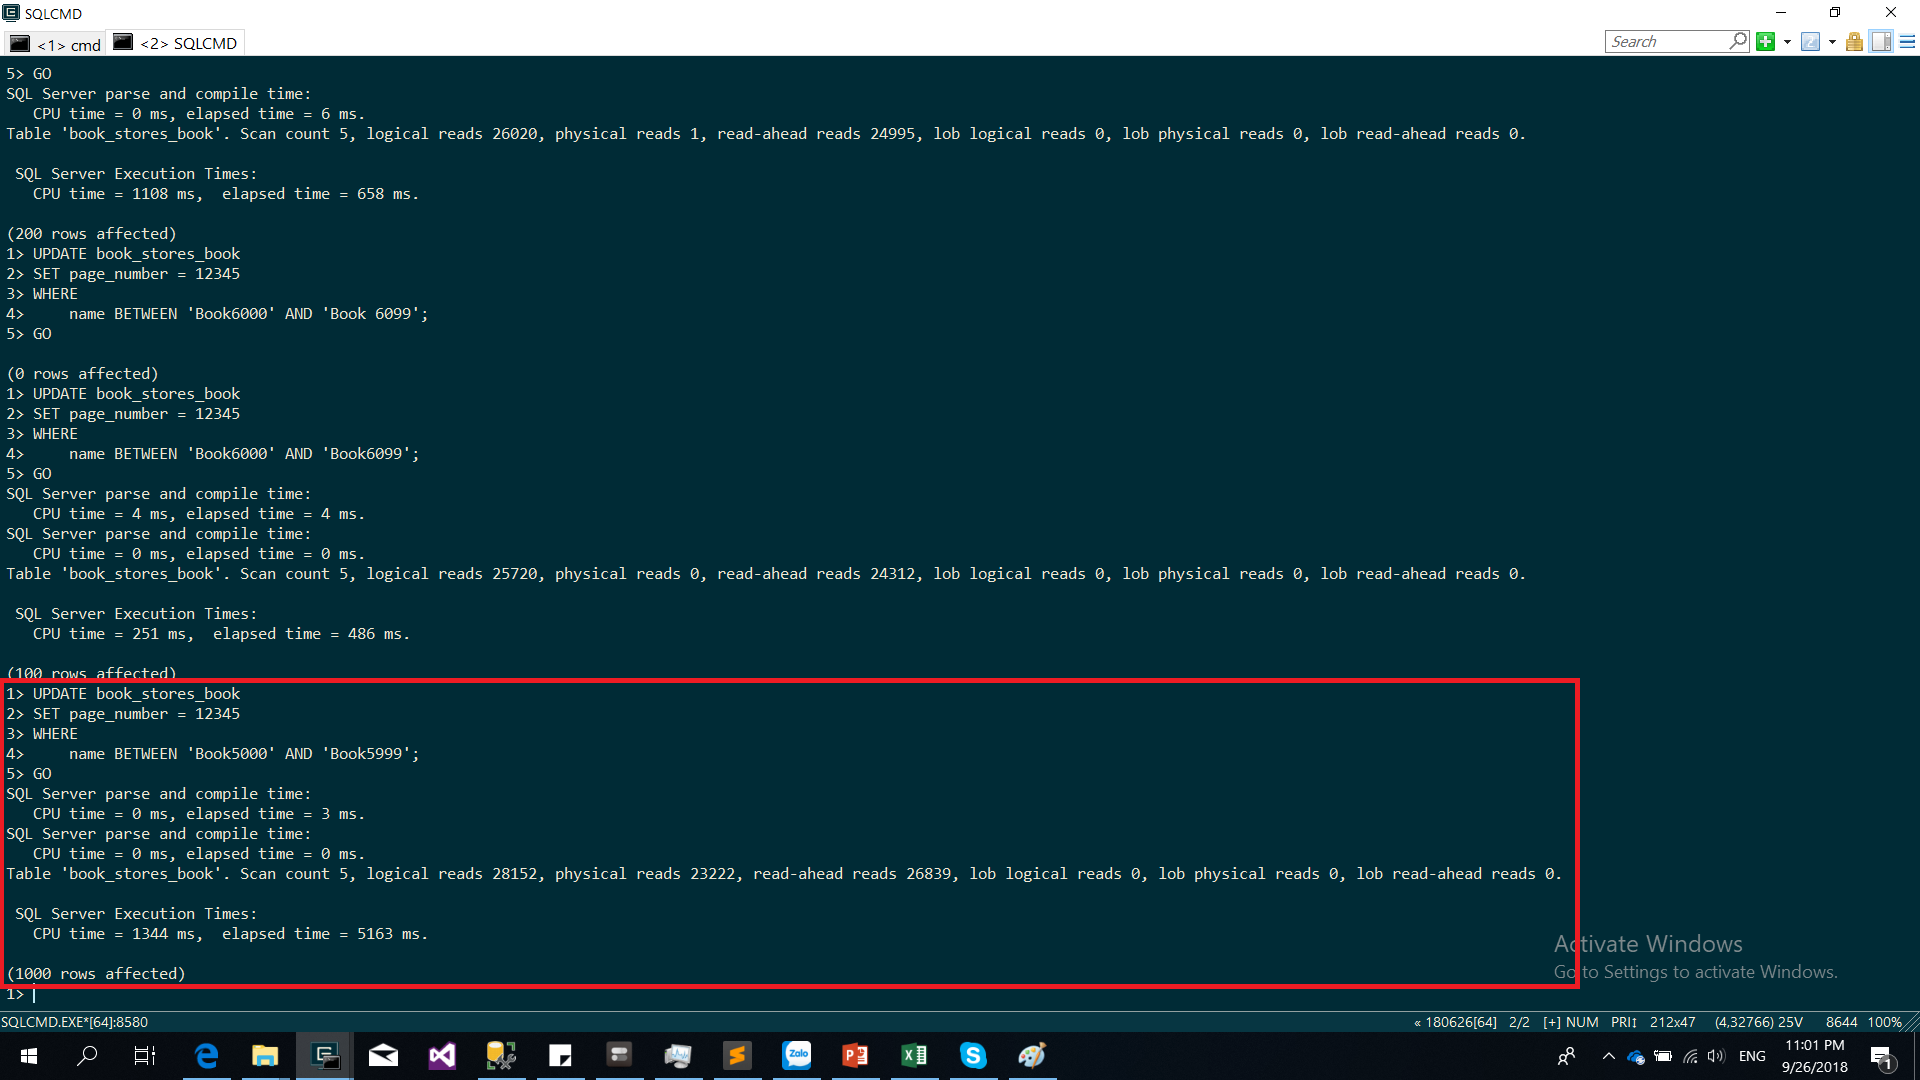 SQLCMD
<1> cmd
<2> SQLCMD
Search
5> GO
SQL Server parse and compile time:
   CPU time = 0 ms, elapsed time = 6 ms.
Table 'book_stores_book'. Scan count 5, logical reads 26020, physical reads 1, read-ahead reads 24995, lob logical reads 0, lob physical reads 0, lob read-ahead reads 0.
 SQL Server Execution Times:
   CPU time = 1108 ms,  elapsed time = 658 ms.
(200 rows affected)
1> UPDATE book_stores_book
2> SET page_number = 12345
3> WHERE
4>     name BETWEEN 'Book6000' AND 'Book 6099';
5> GO
(0 rows affected)
1> UPDATE book_stores_book
2> SET page_number = 12345
3> WHERE
4>     name BETWEEN 'Book6000' AND 'Book6099';
5> GO
SQL Server parse and compile time:
   CPU time = 4 ms, elapsed time = 4 ms.
SQL Server parse and compile time:
   CPU time = 0 ms, elapsed time = 0 ms.
Table 'book_stores_book'. Scan count 5, logical reads 25720, physical reads 0, read-ahead reads 24312, lob logical reads 0, lob physical reads 0, lob read-ahead reads 0.
 SQL Server Execution Times:
   CPU time = 251 ms,  elapsed time = 486 ms.
(100 rows affected)
1> UPDATE book_stores_book
2> SET page_number = 12345
3> WHERE
4>     name BETWEEN 'Book5000' AND 'Book5999';
5> GO
SQL Server parse and compile time:
   CPU time = 0 ms, elapsed time = 3 ms.
SQL Server parse and compile time:
   CPU time = 0 ms, elapsed time = 0 ms.
Table 'book_stores_book'. Scan count 5, logical reads 28152, physical reads 23222, read-ahead reads 26839, lob logical reads 0, lob physical reads 0, lob read-ahead reads 0.
 SQL Server Execution Times:
   CPU time = 1344 ms,  elapsed time = 5163 ms.
(1000 rows affected)
1>
Activate Windows
Go to Settings to activate Windows.
SQLCMD.EXE*[64]:8580
« 180626[64] 2/2 [+] NUM PRI↕ 212x47 (4,32766) 25V 8644 100%
Zalo
ENG
11:01 PM
9/26/2018
1